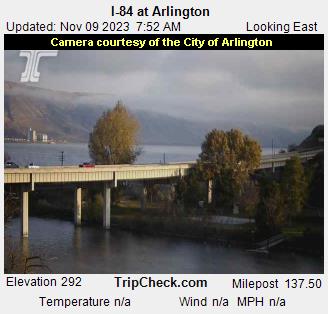 I-84 at Arlington
Updated: Nov 09 2023 7:52 AM Looking East
Camera courtesy of the City of Arlington
Elevation 292 TripCheck.com Milepost 137.50
Temperature n/a Wind n/a MPH n/a